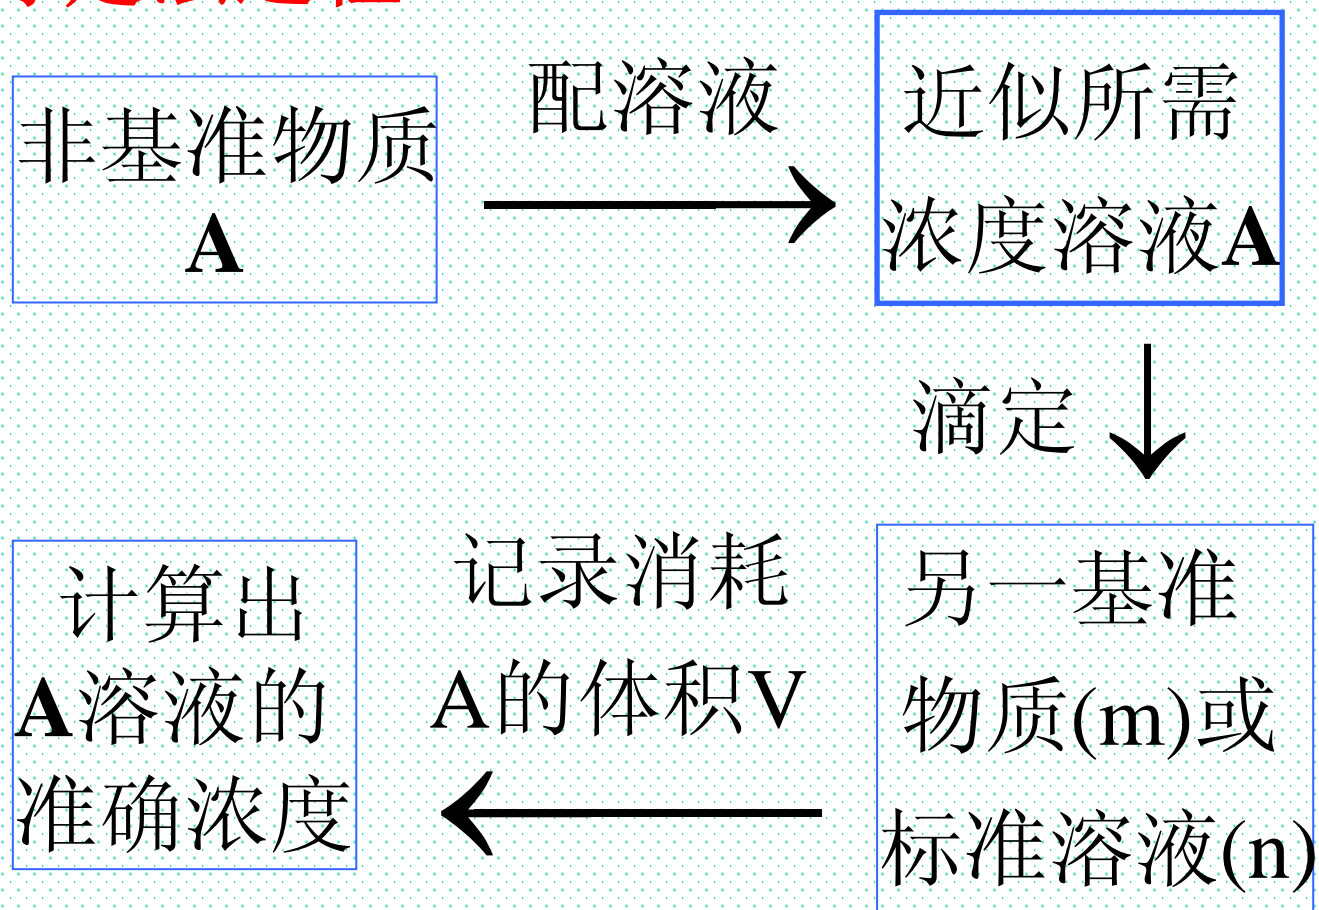 非基准物质
A
配溶液
近似所需
浓度溶液A
滴定
另一基准
物质(m)或
标准溶液(n)
记录消耗
A的体积V
计算出
A溶液的
准确浓度